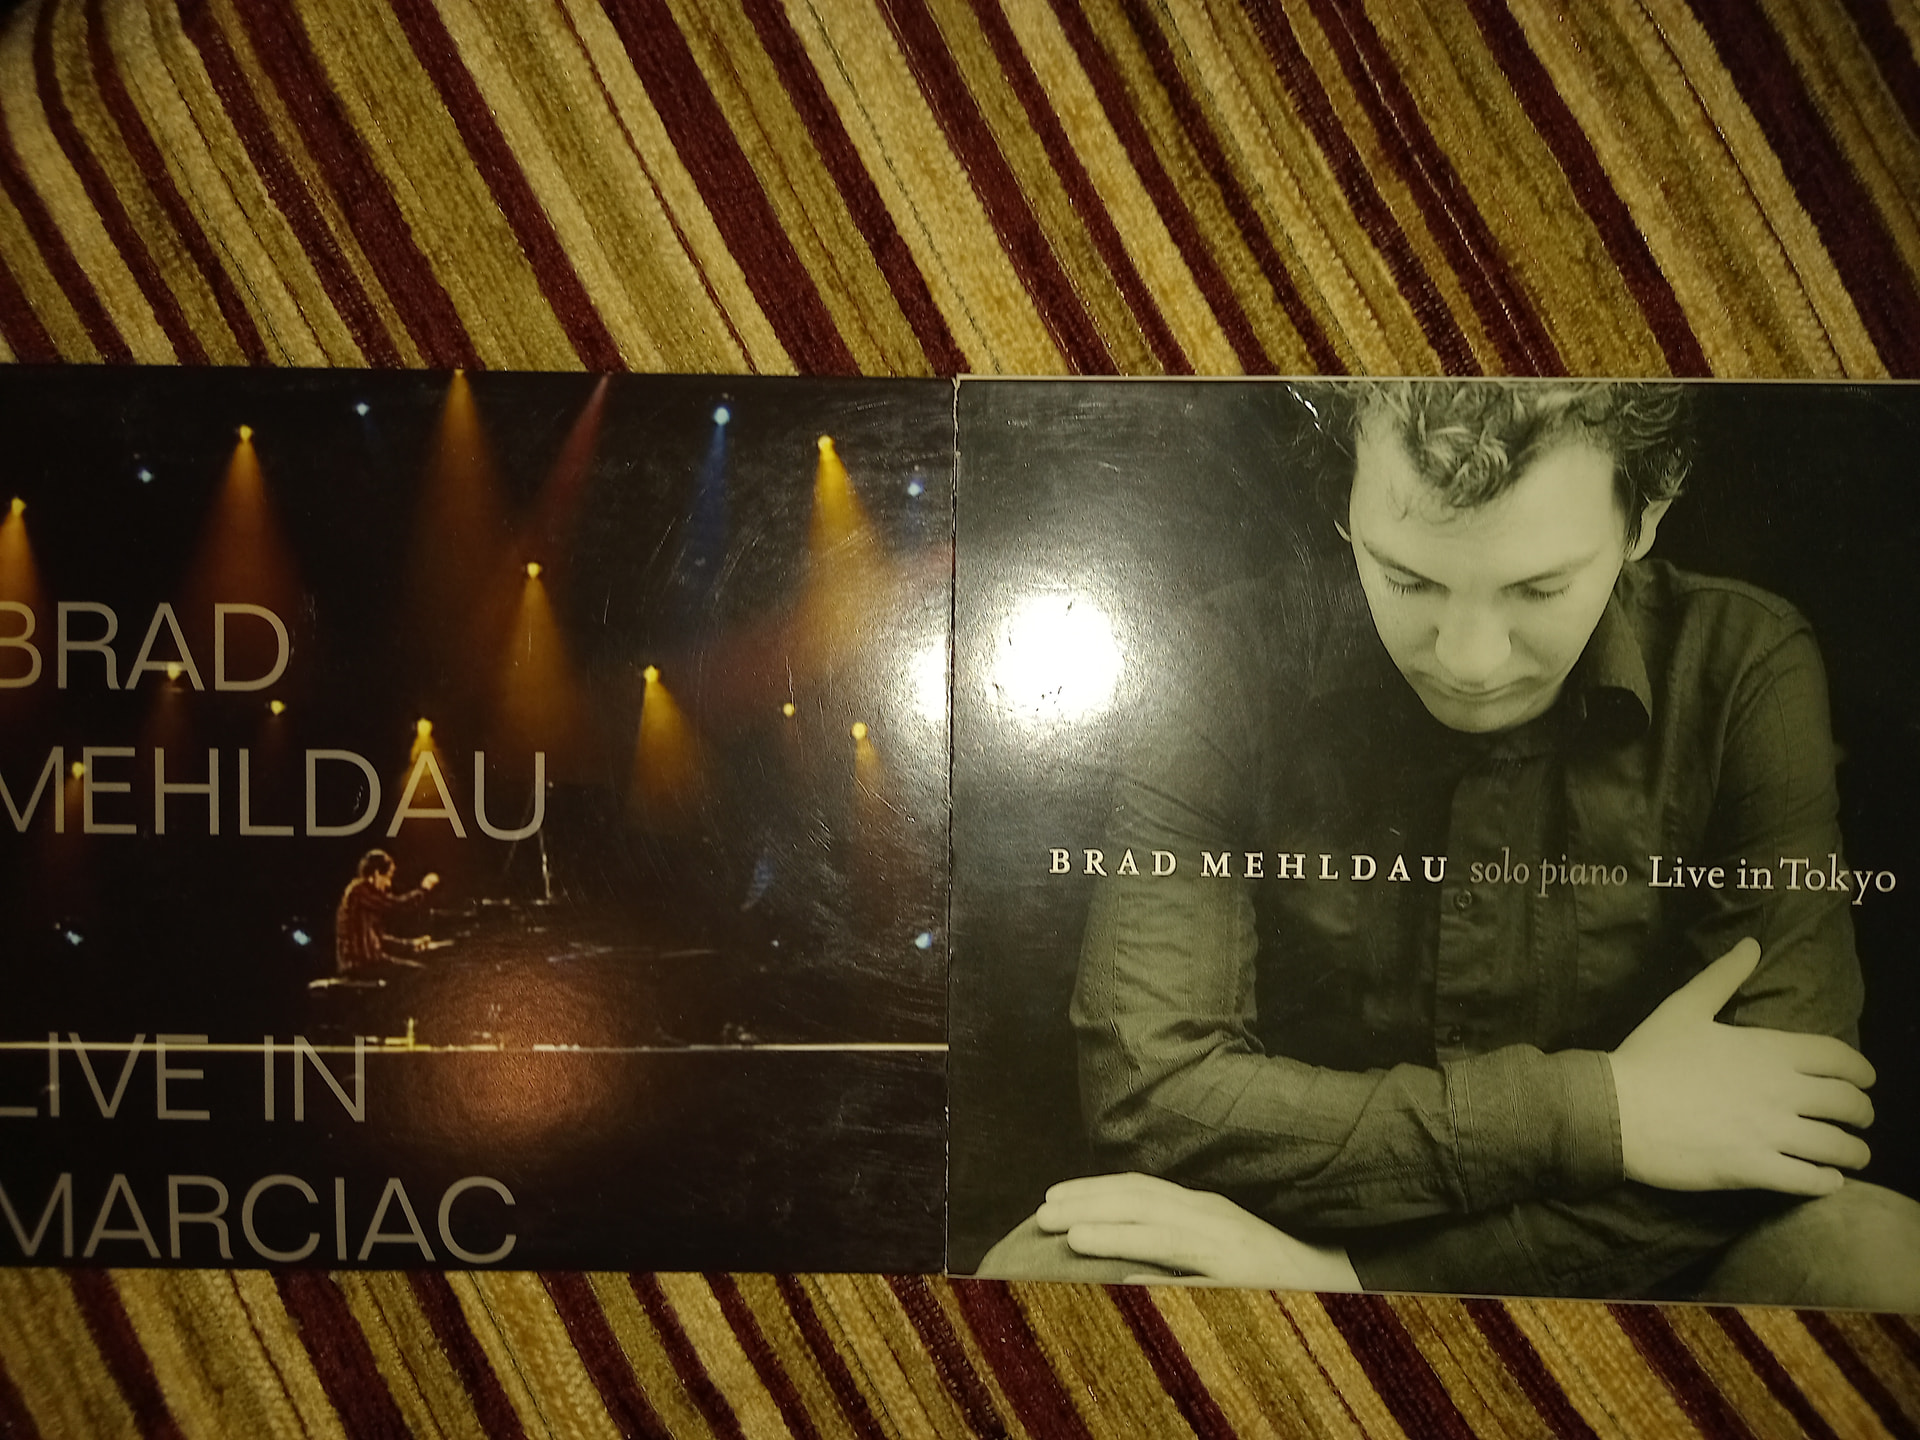 BRAD
MEHLDAU
LIVE IN
MARCIAC
BRAD MEHLDAU solo piano Live in Tokyo